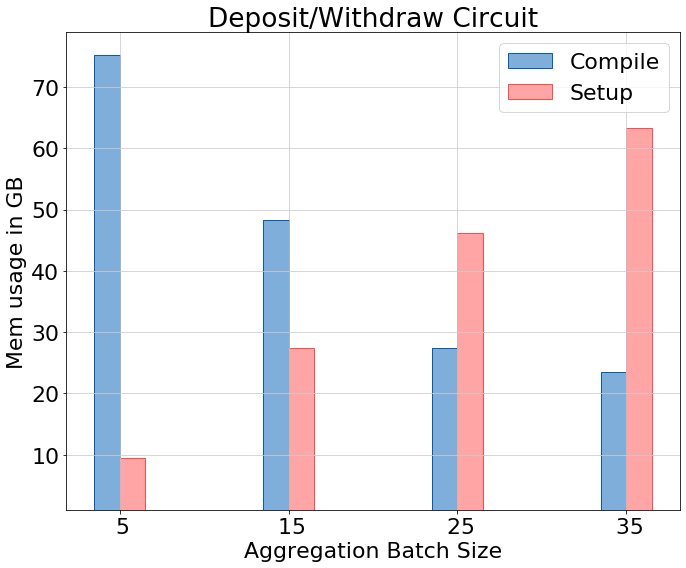 Deposit/Withdraw Circuit
Compile
Setup
Mem usage in GB
70
60
50
40
30
20
10
5
15
25
35
Aggregation Batch Size